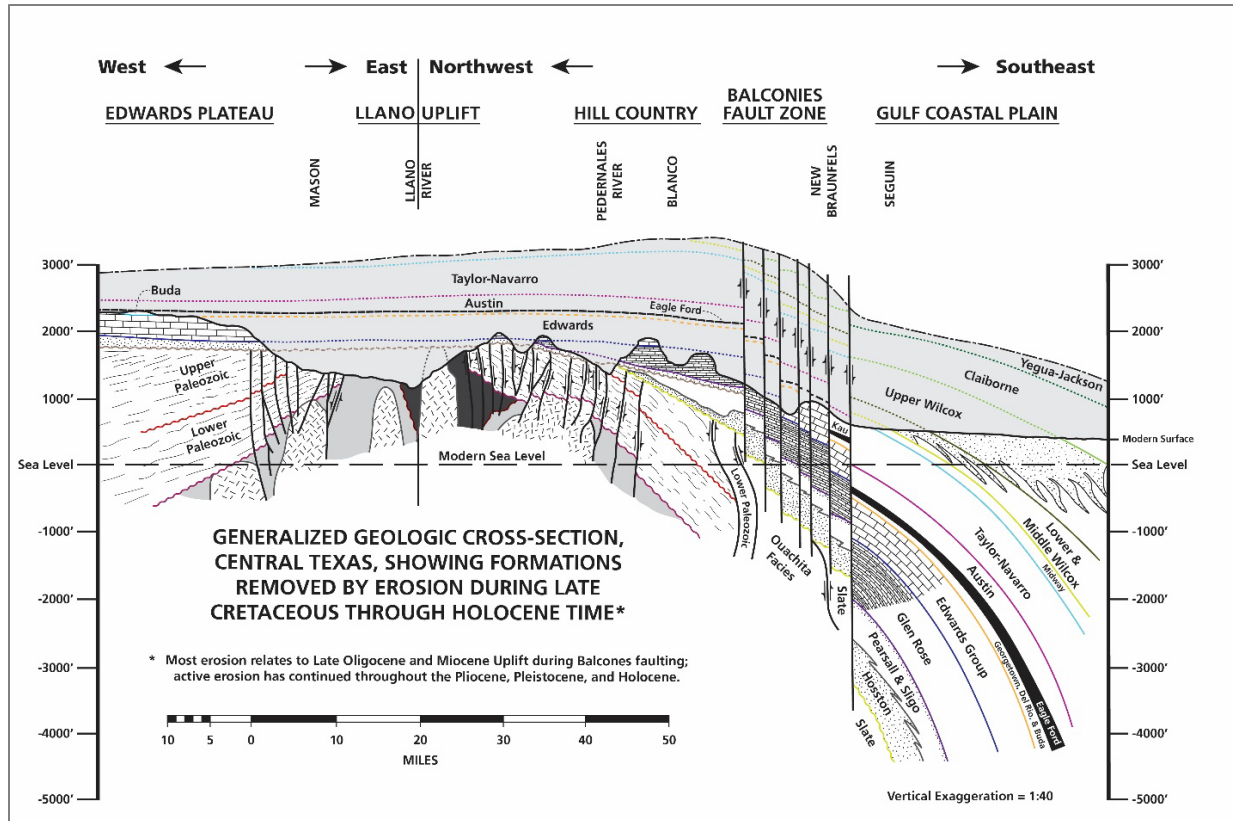 West
East
Northwest
Southeast
EDWARDS PLATEAU
LLANO UPLIFT
HILL COUNTRY
BALCONIES
FAULT ZONE
GULF COASTAL PLAIN
MASON
LLANO
RIVER
PEDERNALES
RIVER
BLANCO
NEW
BRAUNFELS
SEGUIN
3000'
2000'
1000'
Sea Level
-1000'
-2000'
-3000'
-4000'
-5000'
Buda
Taylor-Navarro
Austin
Eagle Ford
Edwards
Upper
Paleozoic
Lower
Paleozoic
Modern Sea Level
Kau
Upper Wilcox
Claiborne
Yegua-Jackson
3000'
2000'
1000'
Modern Surface
Sea Level
-1000'
-2000'
-3000'
-4000'
-5000'
Lower Paleozoic
Ouachita
Facies
Slate
Lower &
Middle Wilcox
Midway
Taylor-Navarro
Austin
Eagle Ford
Georgetown, Del Rio, & Buda
Edwards Group
Glen Rose
Pearsall & Sligo
Hosston
Slate
GENERALIZED GEOLOGIC CROSS-SECTION,
CENTRAL TEXAS, SHOWING FORMATIONS
REMOVED BY EROSION DURING LATE
CRETACEOUS THROUGH HOLOCENE TIME*
* Most erosion relates to Late Oligocene and Miocene Uplift during Balcones faulting;
active erosion has continued throughout the Pliocene, Pleistocene, and Holocene.
10 5 0 10 20 30 40 50
MILES
Vertical Exaggeration = 1:40